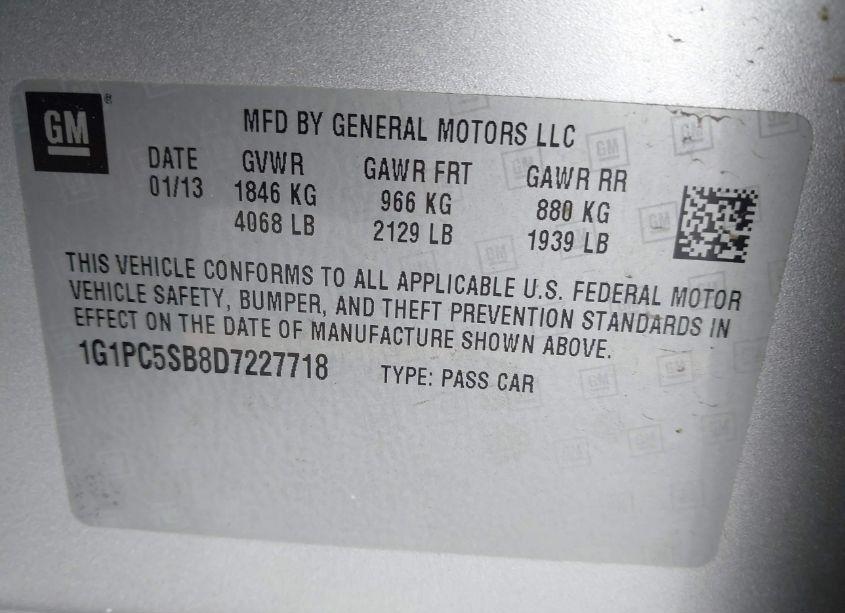 GM
MFD BY GENERAL MOTORS LLC
DATE GVWR GAWR FRT GAWR RR
01/13 1846 KG 966 KG 880 KG
4068 LB 2129 LB 1939 LB
THIS VEHICLE CONFORMS TO ALL APPLICABLE U.S. FEDERAL MOTOR
VEHICLE SAFETY, BUMPER, AND THEFT PREVENTION STANDARDS IN
EFFECT ON THE DATE OF MANUFACTURE SHOWN ABOVE.
1G1PC5SB8D7227718 TYPE: PASS CAR